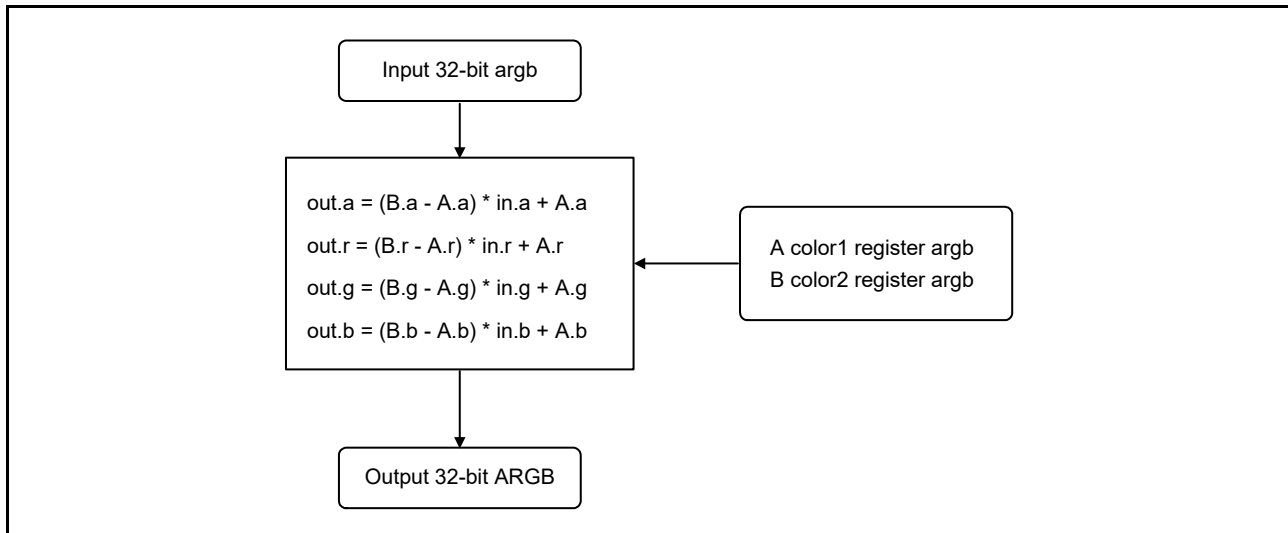 Input 32-bit argb
out.a = (B.a - A.a) * in.a + A.a
out.r = (B.r - A.r) * in.r + A.r
out.g = (B.g - A.g) * in.g + A.g
out.b = (B.b - A.b) * in.b + A.b
A color1 register argb
B color2 register argb
Output 32-bit ARGB